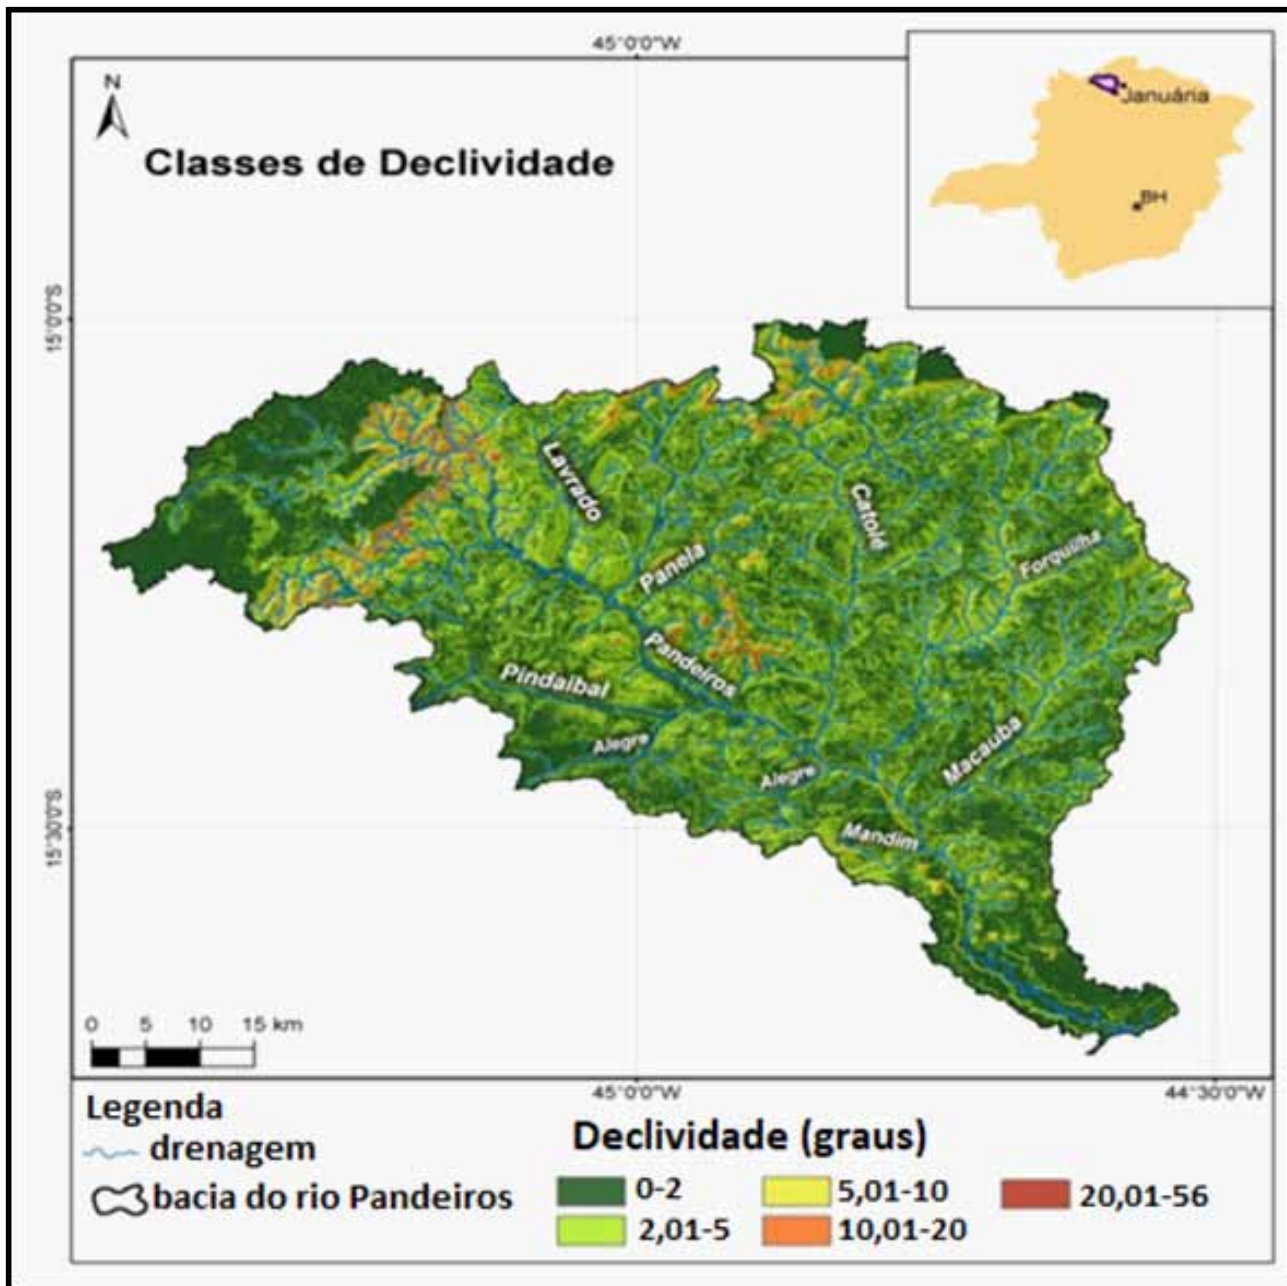 45°0'0"W
N
Januária
Classes de Declividade
BH
15°0'0"S
Lavrado
Catolé
Panela
Forquilha
Pandeiros
Pindaibal
Alegre
Alegre
Macauba
15°30'0"S
Mandim
0 5 10 15 km
45°0'0"W
44°30'0"W
Legenda
drenagem
bacia do rio Pandeiros
Declividade (graus)
0-2
5,01-10
20,01-56
2,01-5
10,01-20